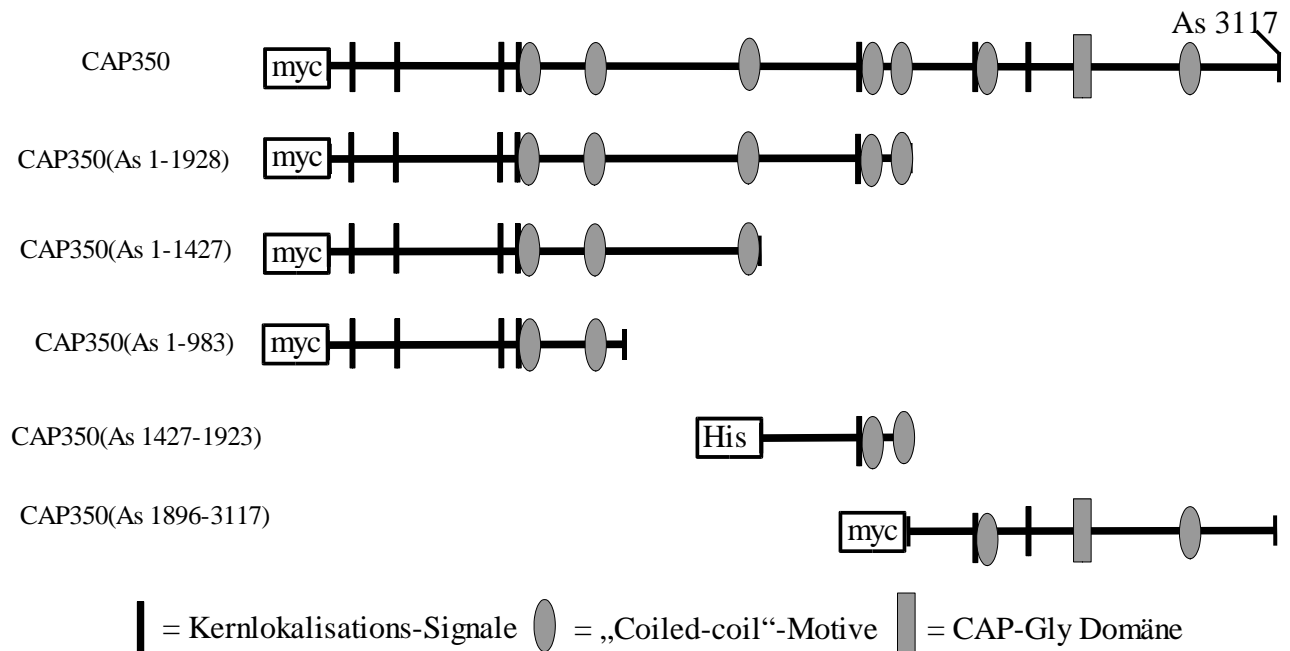 As 3117
CAP350 myc
CAP350(As 1-1928) myc
CAP350(As 1-1427) myc
CAP350(As 1-983) myc
CAP350(As 1427-1923) His
CAP350(As 1896-3117) myc
= Kernlokalisations-Signale = „Coiled-coil“-Motive = CAP-Gly Domäne